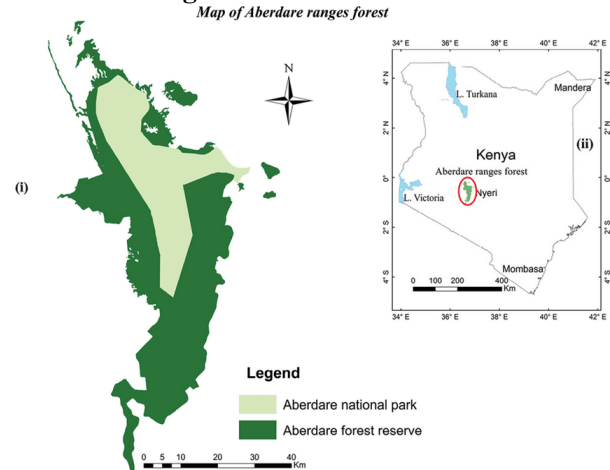 Map of Aberdare ranges forest
N
(i)
Legend
Aberdare national park
Aberdare forest reserve
0 5 10 20 30 40
Km
34° E 36° E 38° E 40° E 42° E
4° N
2° N
0°
2° S
4° S
L. Turkana
Mandera
Kenya
(ii)
Aberdare ranges forest
L. Victoria
Nyeri
Mombasa
0 100 200 400
Km
4° N
2° N
0°
2° S
4° S
34° E 36° E 38° E 40° E 42° E